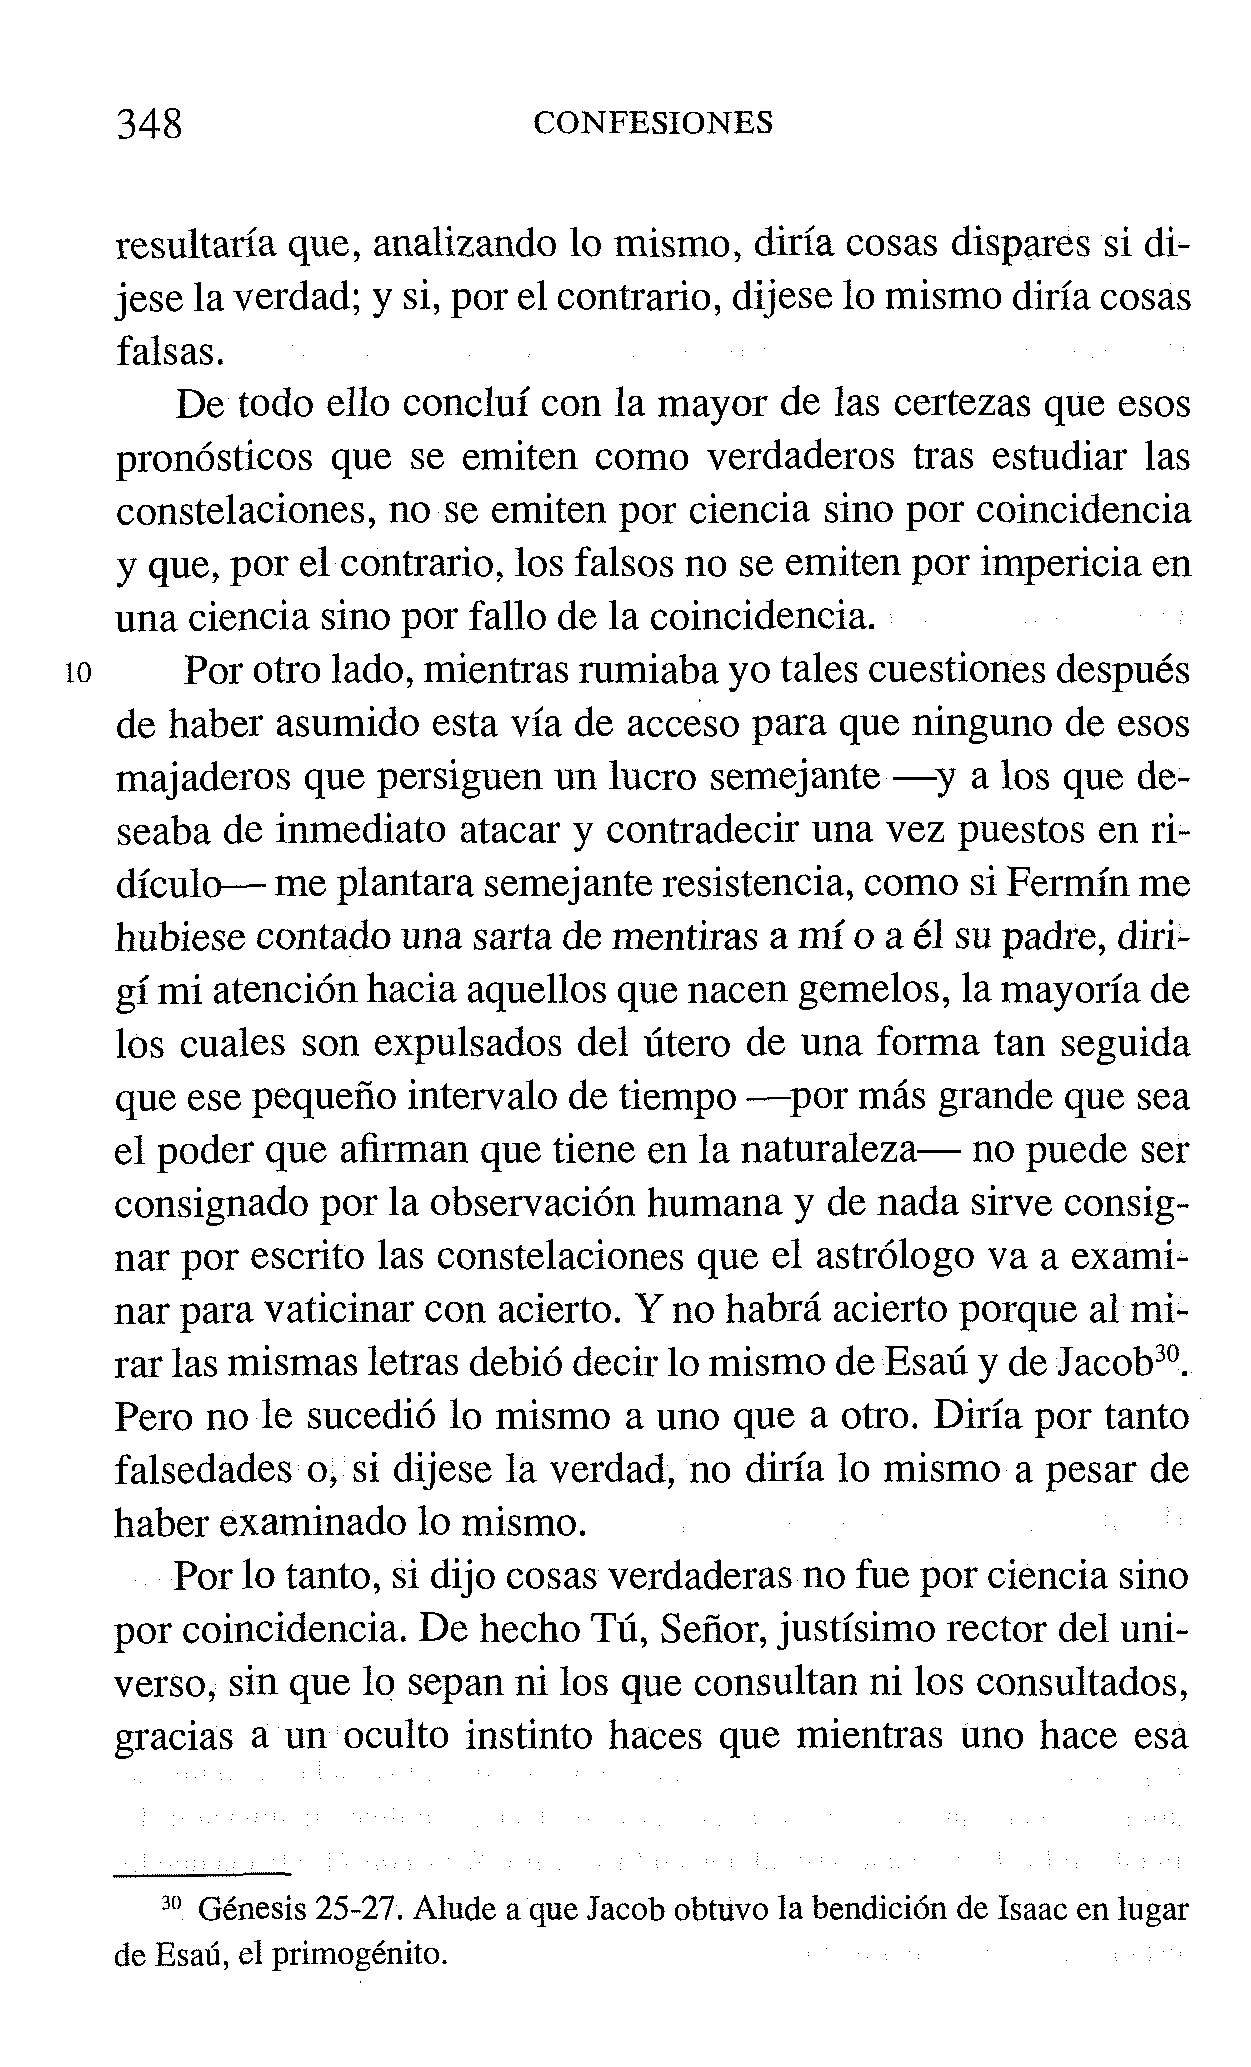 348 CONFESIONES
resultaría que, analizando lo mismo, diría cosas dispares si di-
jese la verdad; y si, por el contrario, dijese lo mismo diría cosas
falsas.
De todo ello concluí con la mayor de las certezas que esos
pronósticos que se emiten como verdaderos tras estudiar las
constelaciones, no se emiten por ciencia sino por coincidencia
y que, por el contrario, los falsos no se emiten por impericia en
una ciencia sino por fallo de la coincidencia.
10 Por otro lado, mientras rumiaba yo tales cuestiones después
de haber asumido esta vía de acceso para que ninguno de esos
majaderos que persiguen un lucro semejante —y a los que de-
seaba de inmediato atacar y contradecir una vez puestos en ri-
dículo— me plantara semejante resistencia, como si Fermín me
hubiese contado una sarta de mentiras a mí o a él su padre, diri-
gí mi atención hacia aquellos que nacen gemelos, la mayoría de
los cuales son expulsados del útero de una forma tan seguida
que ese pequeño intervalo de tiempo —por más grande que sea
el poder que afirman que tiene en la naturaleza— no puede ser
consignado por la observación humana y de nada sirve consig-
nar por escrito las constelaciones que el astrólogo va a exami-
nar para vaticinar con acierto. Y no habrá acierto porque al mi-
rar las mismas letras debió decir lo mismo de Esaú y de Jacob³⁰.
Pero no le sucedió lo mismo a uno que a otro. Diría por tanto
falsedades o, si dijese la verdad, no diría lo mismo a pesar de
haber examinado lo mismo.
Por lo tanto, si dijo cosas verdaderas no fue por ciencia sino
por coincidencia. De hecho Tú, Señor, justísimo rector del uni-
verso, sin que lo sepan ni los que consultan ni los consultados,
gracias a un oculto instinto haces que mientras uno hace esa
³⁰ Génesis 25-27. Alude a que Jacob obtuvo la bendición de Isaac en lugar
de Esaú, el primogénito.